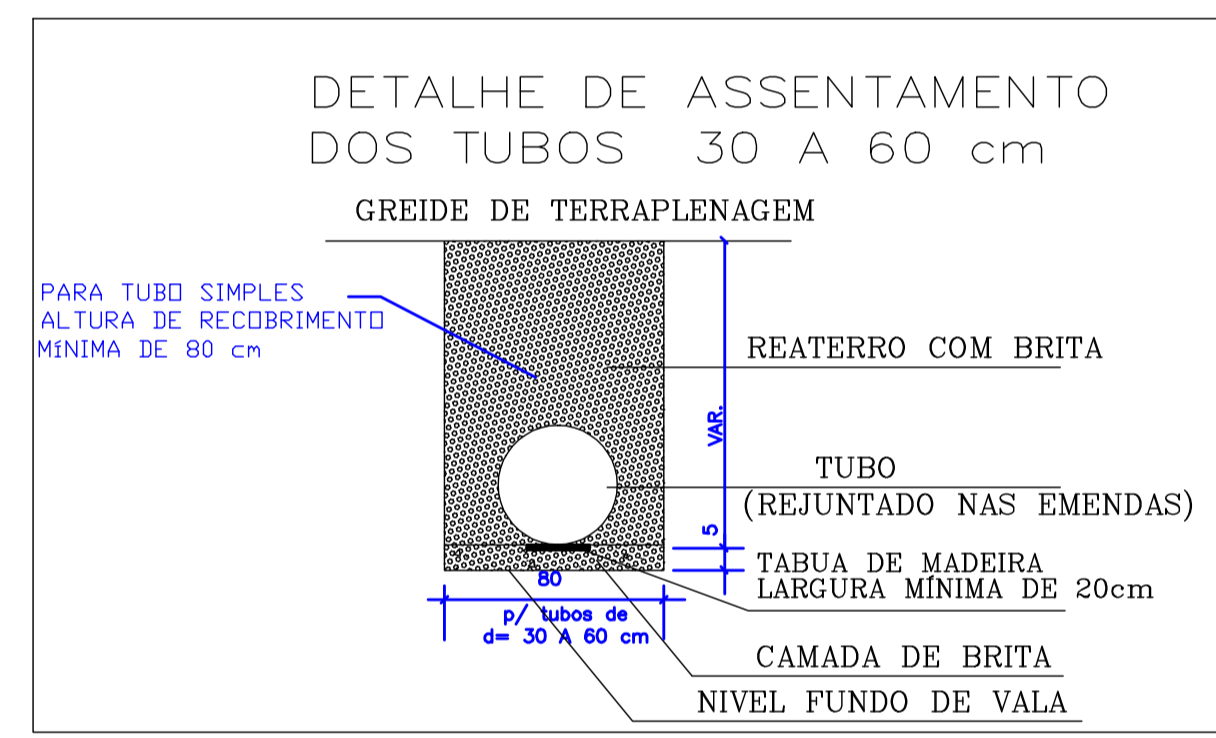 DETALHE DE ASSENTAMENTO
DOS TUBOS 30 A 60 cm
GREIDE DE TERRAPLENAGEM
PARA TUBO SIMPLES
ALTURA DE RECOBRIMENTO
MÍNIMA DE 80 cm
REATERRO COM BRITA
VAR.
TUBO
(REJUNTADO NAS EMENDAS)
5
TABUA DE MADEIRA
LARGURA MÍNIMA DE 20cm
80
p/ tubos de
d= 30 A 60 cm
CAMADA DE BRITA
NIVEL FUNDO DE VALA